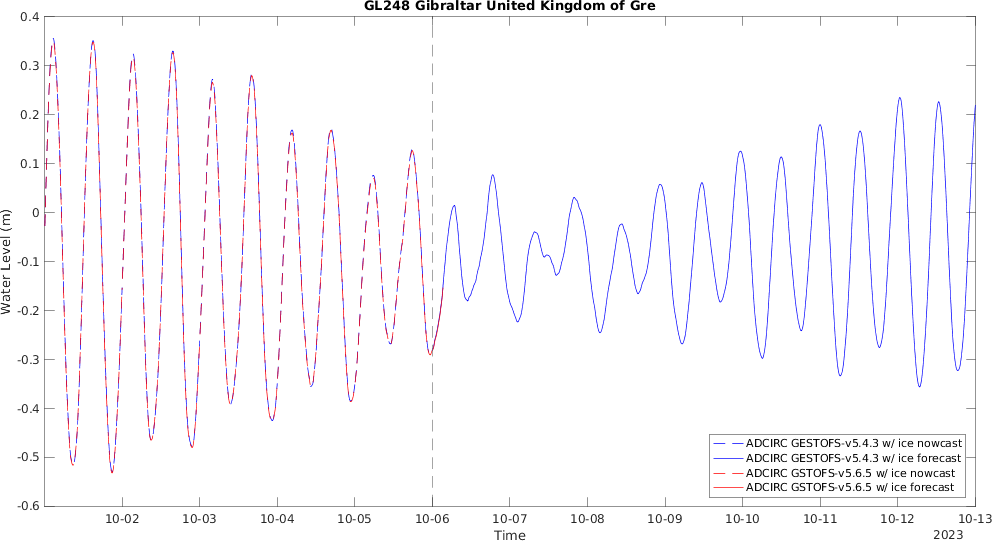 GL248 Gibraltar United Kingdom of Gre
0.4
0.3
0.2
0.1
0
-0.1
-0.2
-0.3
-0.4
-0.5
-0.6
Water Level (m)
ADCIRC GESTOFS-v5.4.3 w/ ice nowcast
ADCIRC GESTOFS-v5.4.3 w/ ice forecast
ADCIRC GSTOFS-v5.6.5 w/ ice nowcast
ADCIRC GSTOFS-v5.6.5 w/ ice forecast
10-02 10-03 10-04 10-05 10-06 10-07 10-08 10-09 10-10 10-11 10-12 10-13
Time
2023